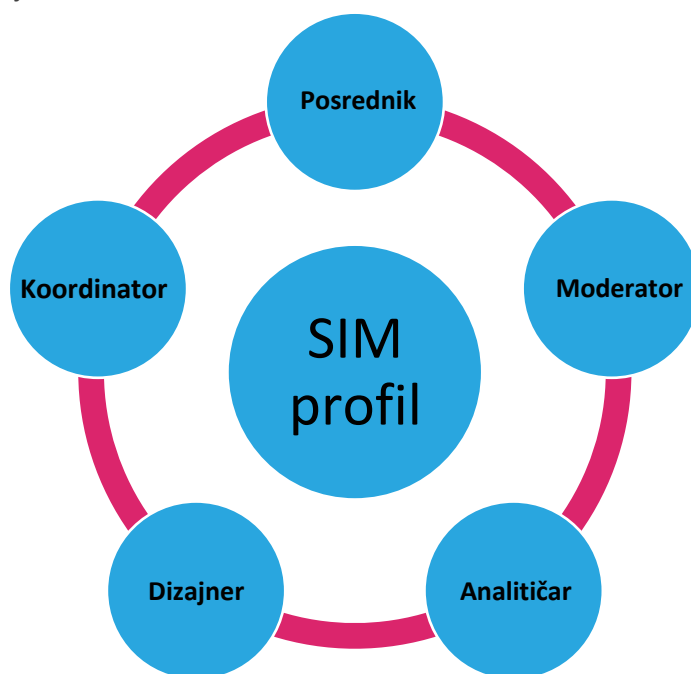 Posrednik
Koordinator
Moderator
SIM
profil
Dizajner
Analitičar